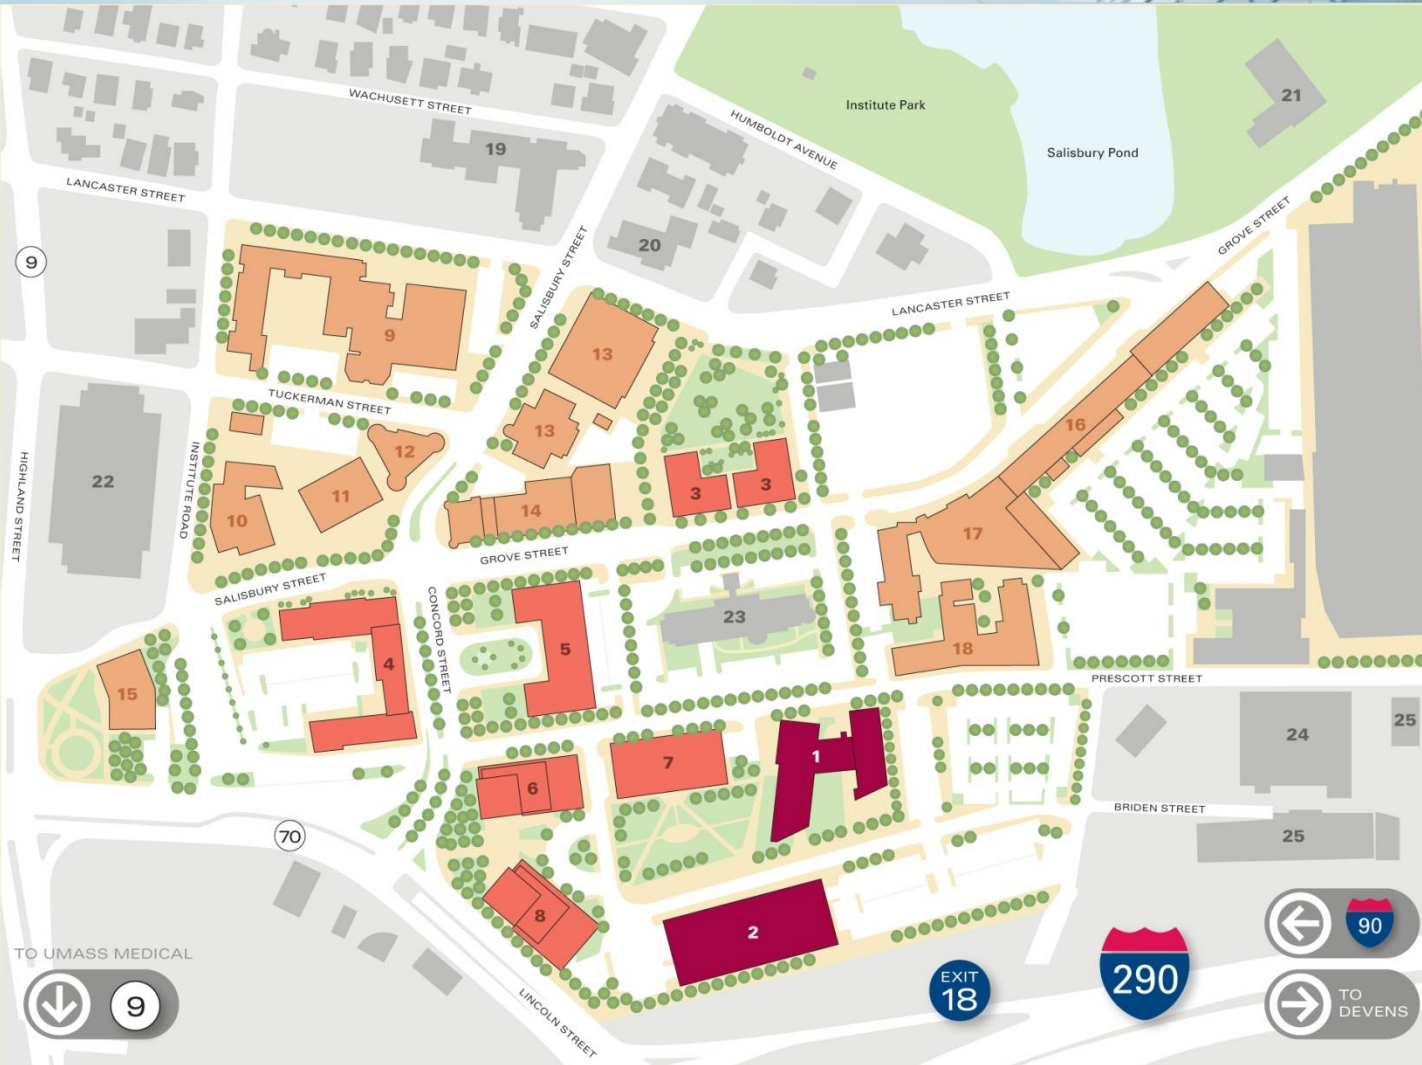 WACHUSETT STREET
Institute Park
21
HUMBOLDT AVENUE
19
Salisbury Pond
LANCASTER STREET
GROVE STREET
9
20
SALISBURY STREET
LANCASTER STREET
9
13
TUCKERMAN STREET
13
16
12
HIGHLAND STREET
22
INSTITUTE ROAD
11
10
14
3
3
17
GROVE STREET
SALISBURY STREET
CONCORD STREET
23
18
4
5
15
PRESCOTT STREET
24
25
7
1
6
BRIDEN STREET
70
25
8
2
TO UMASS MEDICAL
9
LINCOLN STREET
EXIT
18
290
90
TO
DEVENS